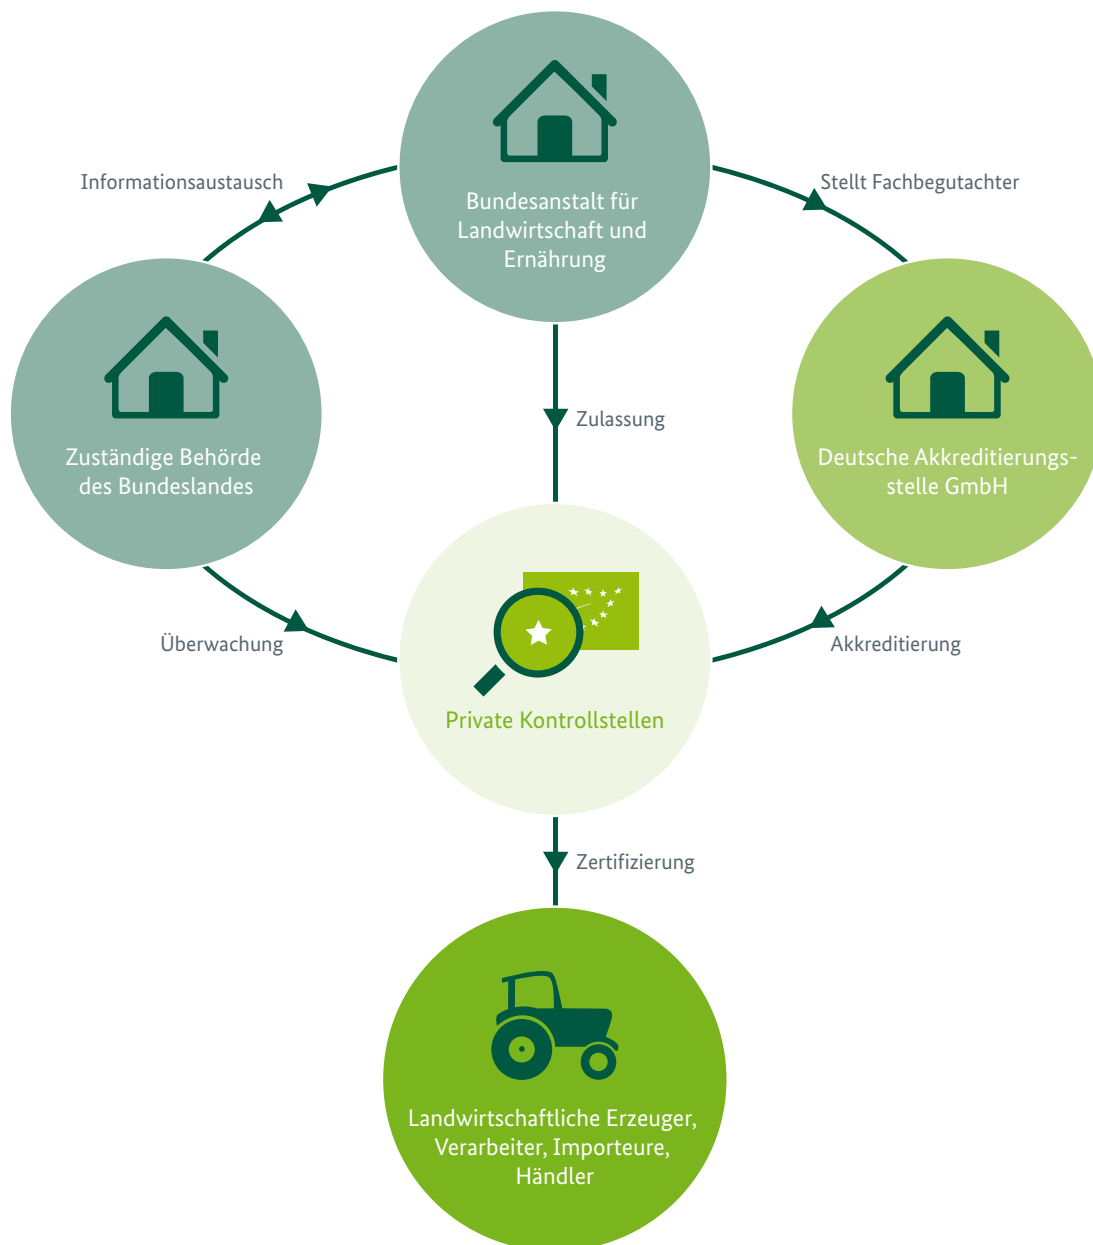 Informationsaustausch
Stellt Fachbegutachter
Bundesanstalt für
Landwirtschaft und
Ernährung
Zulassung
Zuständige Behörde
des Bundeslandes
Deutsche Akkreditierungs-
stelle GmbH
Überwachung
Akkreditierung
Private Kontrollstellen
Zertifizierung
Landwirtschaftliche Erzeuger,
Verarbeiter, Importeure,
Händler